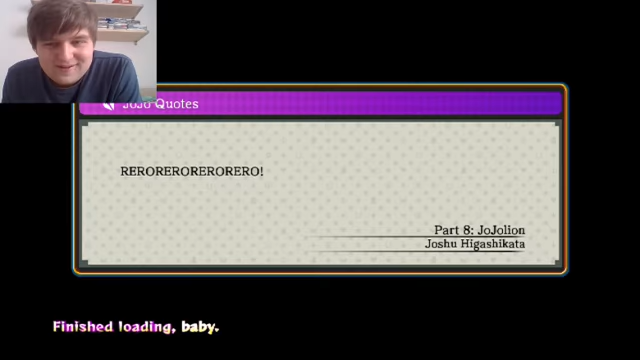 JoJo Quotes
RERORERORERORERO!
Part 8: JoJolion
Joshu Higashikata
Finished loading, baby.